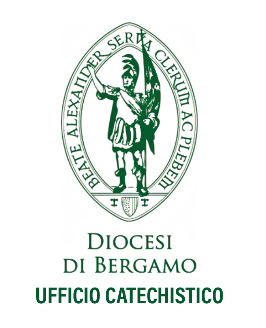 BEATE ALEXANDER SERVA CLERUM AC PLEBEM
DIOCESI
DI BERGAMO
UFFICIO CATECHISTICO